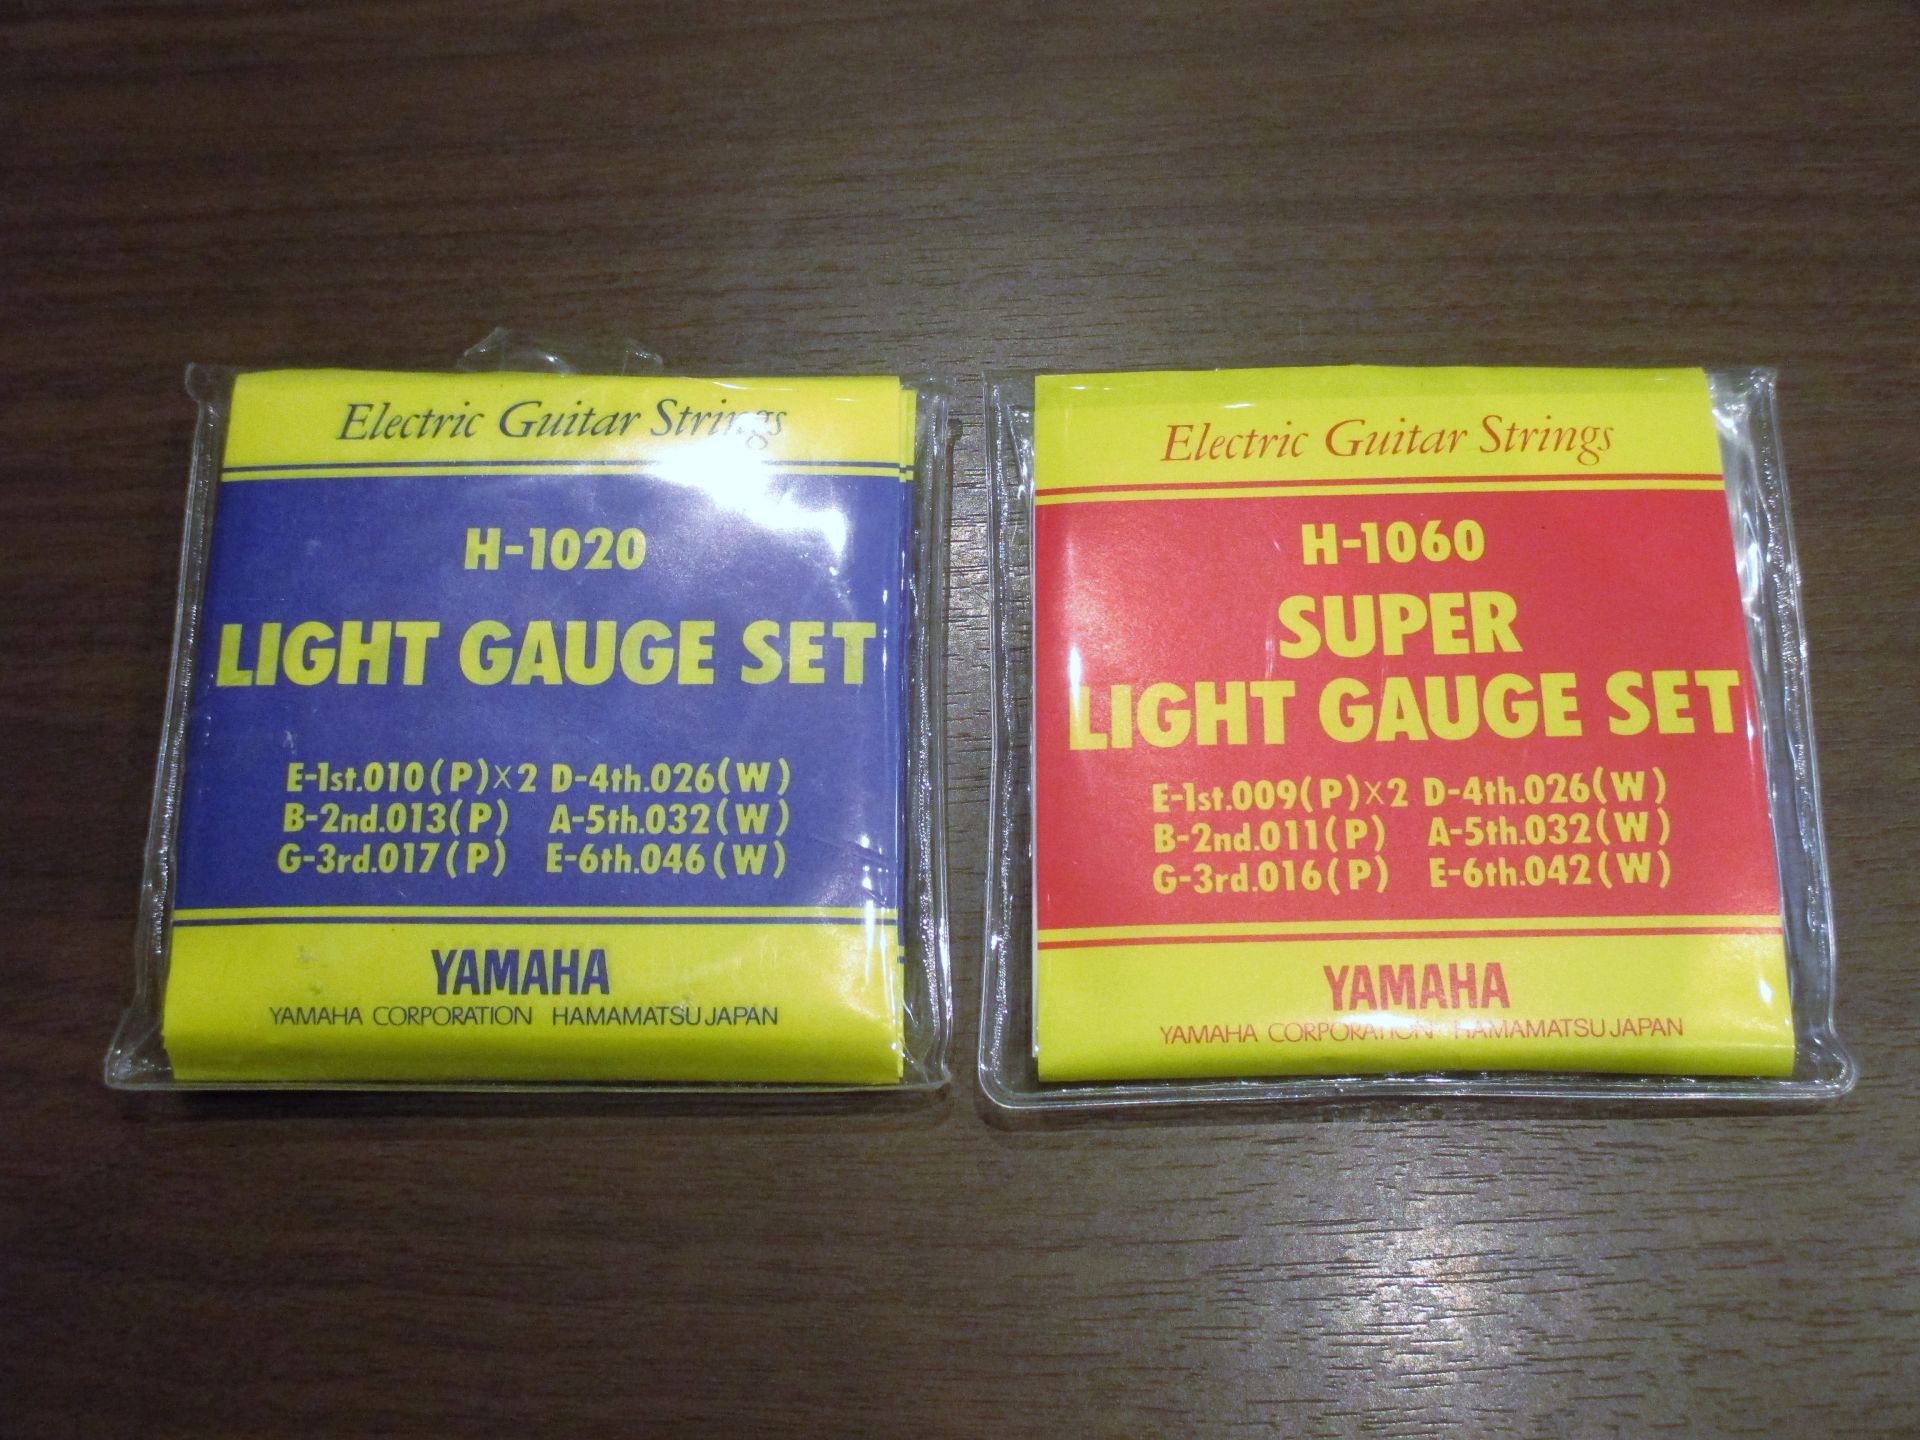 Electric Guitar Strings
H-1020
LIGHT GAUGE SET
E-1st.010(P)×2 D-4th.026(W)
B-2nd.013(P) A-5th.032(W)
G-3rd.017(P) E-6th.046(W)
YAMAHA
YAMAHA CORPORATION HAMAMATSU JAPAN
Electric Guitar Strings
H-1060
SUPER
LIGHT GAUGE SET
E-1st.009(P)×2 D-4th.026(W)
B-2nd.011(P) A-5th.032(W)
G-3rd.016(P) E-6th.042(W)
YAMAHA
YAMAHA CORPORATION HAMAMATSU JAPAN